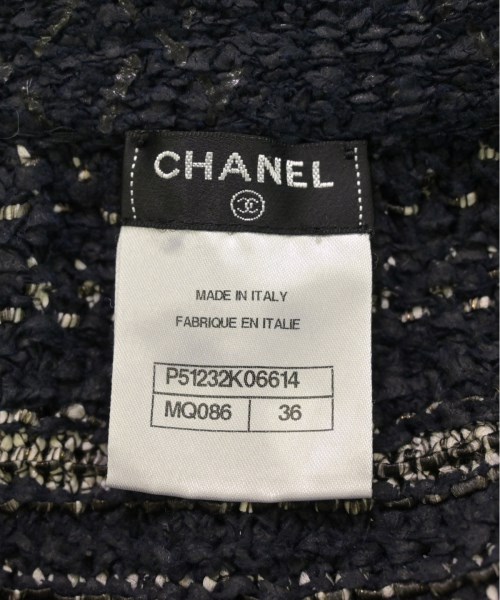 CHANEL
MADE IN ITALY
FABRIQUE EN ITALIE
P51232K06614
MQ086 36